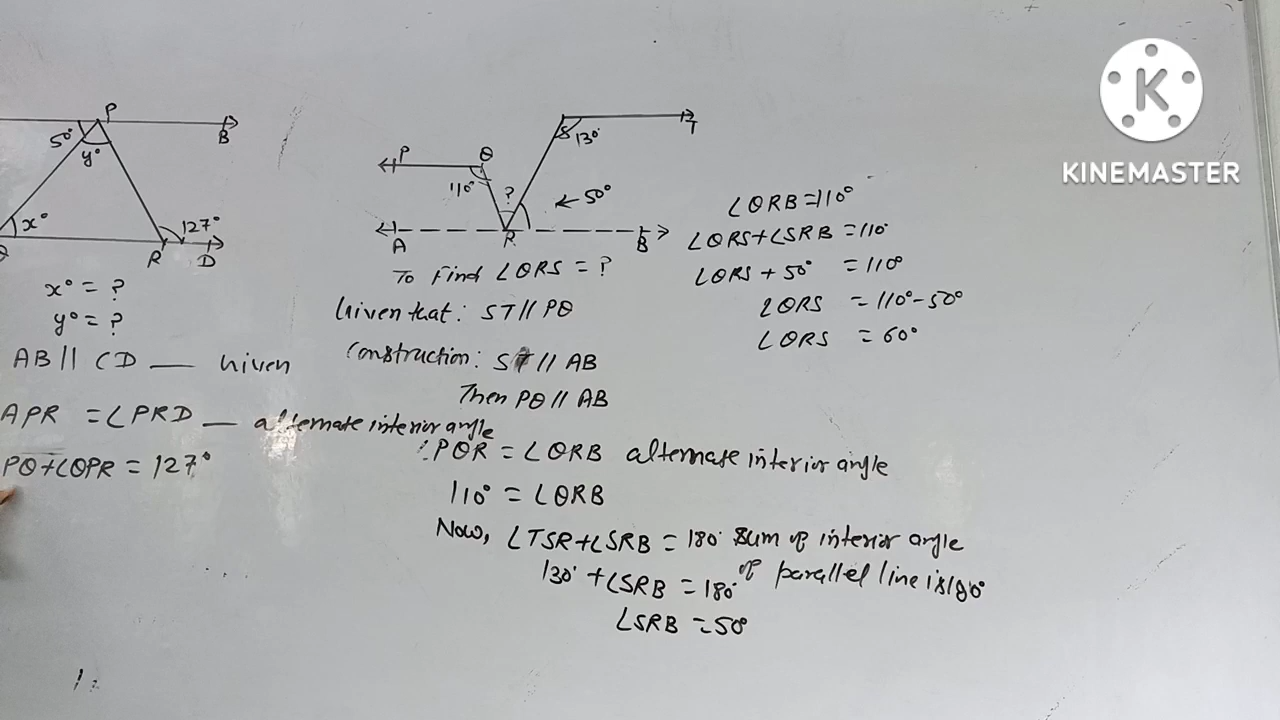 P
B
50°
y°
x°
127°
R
D
x° = ?
y° = ?
AB || CD — Given
APR = ∠PRD — alternate interior angle
PQ+∠QPR = 127°
P
Q
110°
?
S
130°
T
← 50°
A
R
B
To Find ∠QRS = ?
Given that: ST || PQ
Construction: ST || AB
Then PQ || AB
∴ PQR = ∠QRB alternate interior angle
110° = ∠QRB
Now, ∠TSR+∠SRB = 180° Sum of interior angle
of parallel line is 180°
130° + ∠SRB = 180°
∠SRB = 50°
∠QRB = 110°
∠QRS+∠SRB = 110°
∠QRS + 50° = 110°
∠QRS = 110° - 50°
∠QRS = 60°
K
KINEMASTER